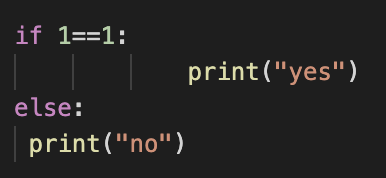 if 1==1:
            print("yes")
else:
 print("no")